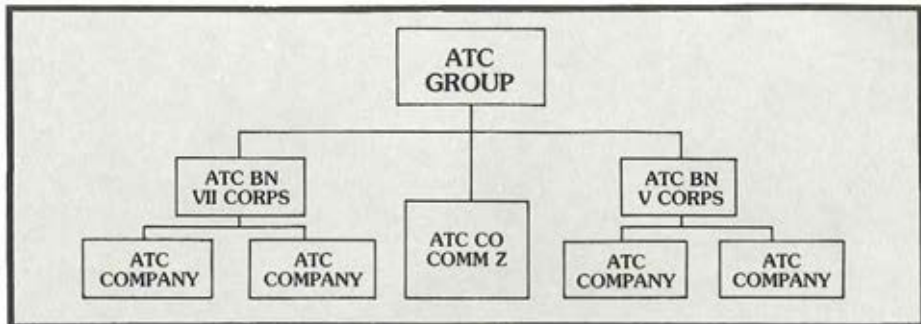 ATC
GROUP
ATC BN
VII CORPS
ATC CO
COMM Z
ATC BN
V CORPS
ATC
COMPANY
ATC
COMPANY
ATC
COMPANY
ATC
COMPANY